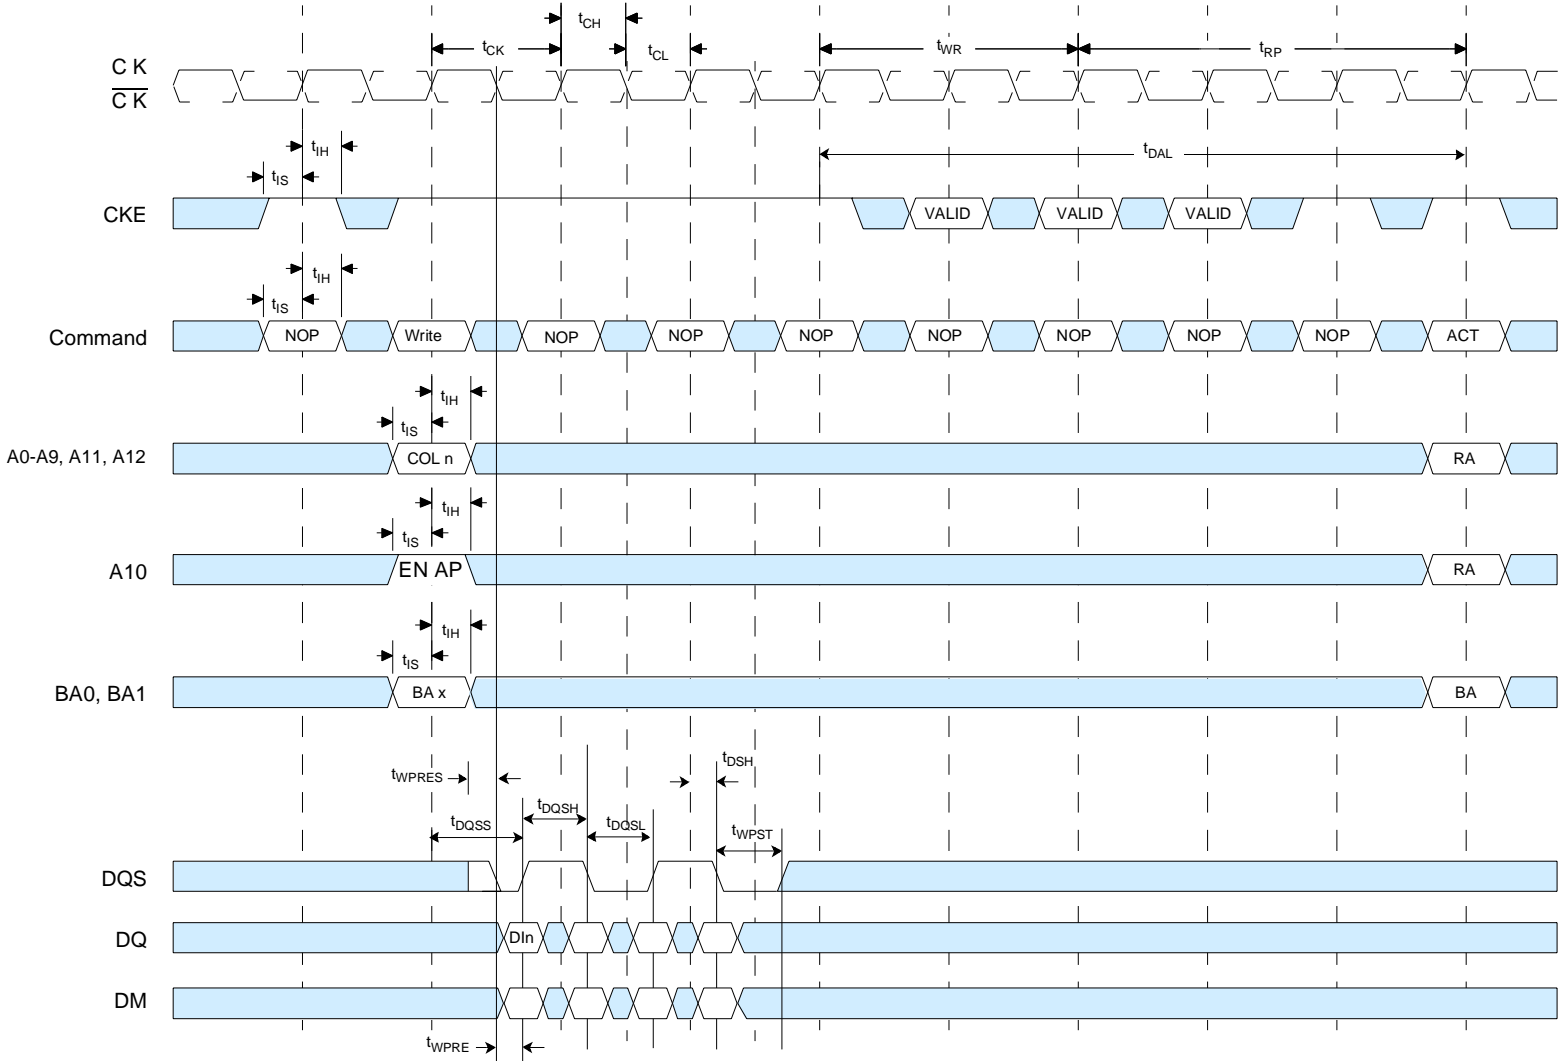 tCH
tCK
tCL
tWR
tRP
C K
C K
tIH
tDAL
tIS
CKE
VALID
VALID
VALID
tIH
tIS
Command
NOP
Write
NOP
NOP
NOP
NOP
NOP
NOP
NOP
ACT
tIH
tIS
A0-A9, A11, A12
COL n
RA
tIH
tIS
A10
EN AP
RA
tIH
tIS
BA0, BA1
BA x
BA
tDSH
tWPRES
tDQSH
tDQSS
tDQSL
tWPST
DQS
DQ
DIn
DM
tWPRE